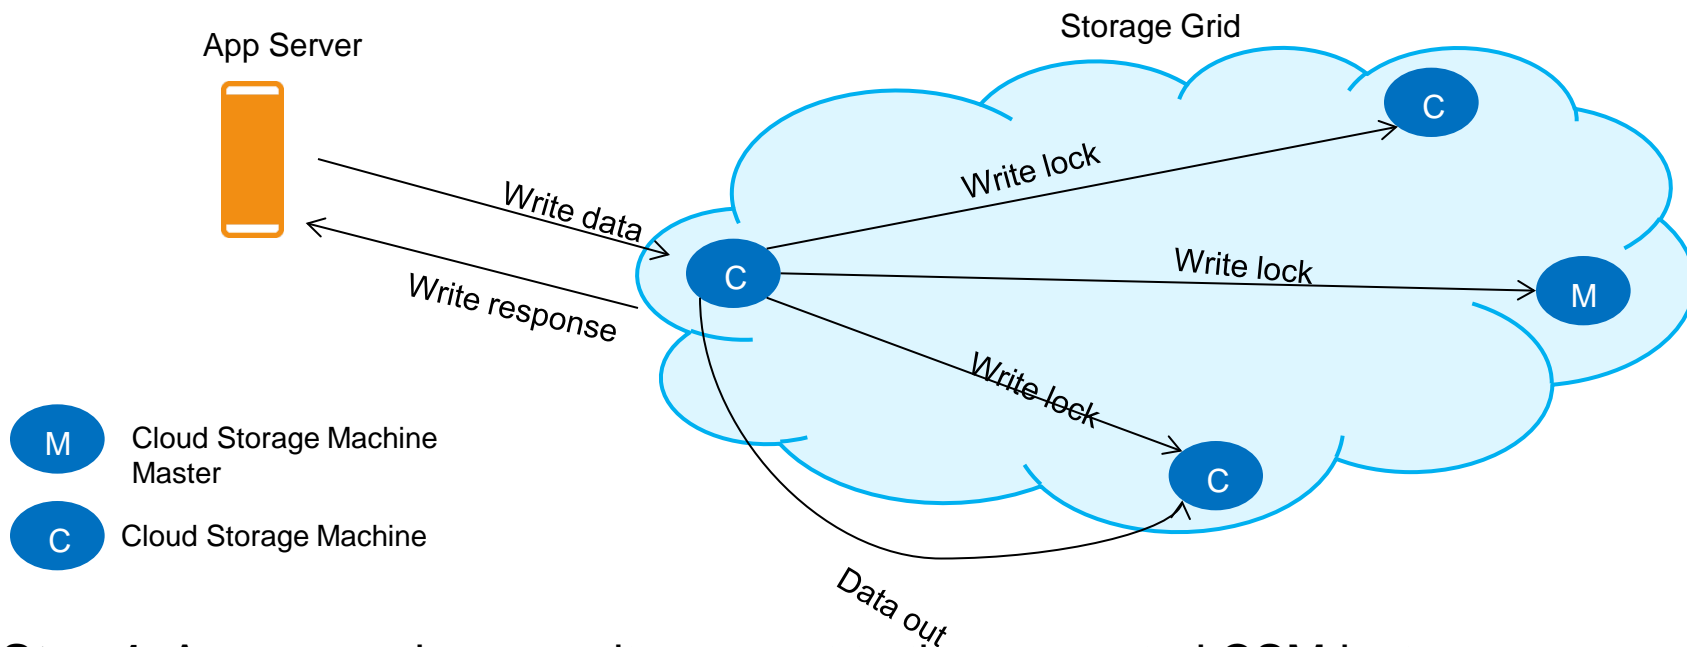 Storage Grid
App Server
C
Write lock
Write data
C
Write lock
M
Write response
Write lock
M
Cloud Storage Machine
Master
C
C
Cloud Storage Machine
Data out